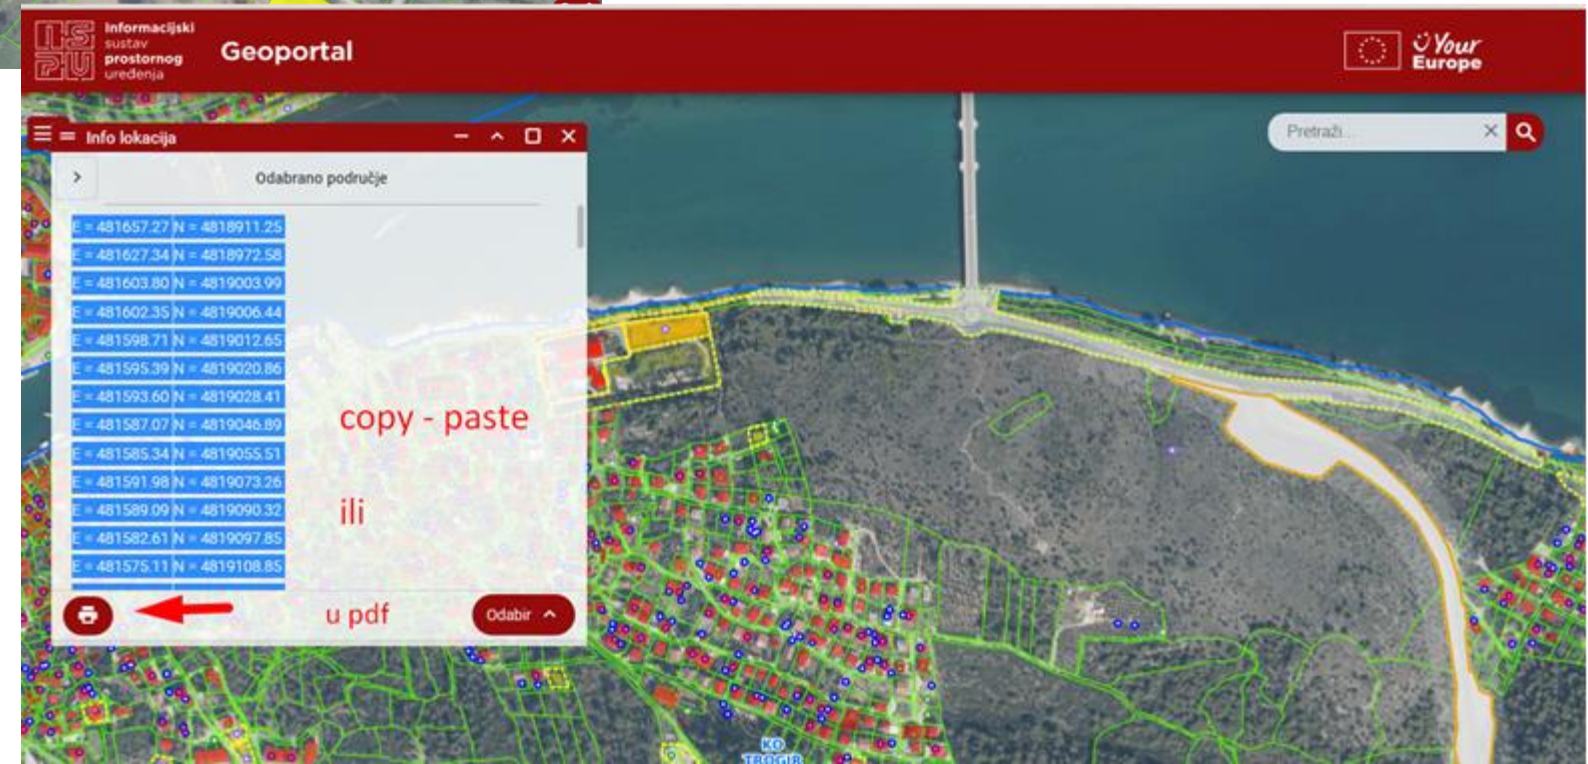 Informacijski
sustav
prostornog
uređenja
ISPU
Geoportal
Your
Europe
Info lokacija
Pretraži...
Odabrano područje
E = 481657.27 N = 4818911.25
E = 481627.34 N = 4818972.58
E = 481603.80 N = 4819003.99
E = 481602.35 N = 4819006.44
E = 481598.71 N = 4819012.65
E = 481595.39 N = 4819020.86
E = 481593.60 N = 4819028.41
E = 481587.07 N = 4819046.89
E = 481585.34 N = 4819055.51
E = 481591.98 N = 4819073.26
E = 481589.09 N = 4819090.32
E = 481582.61 N = 4819097.85
E = 481575.11 N = 4819108.85
copy - paste
ili
u pdf
Odabir
KO
TROGIR